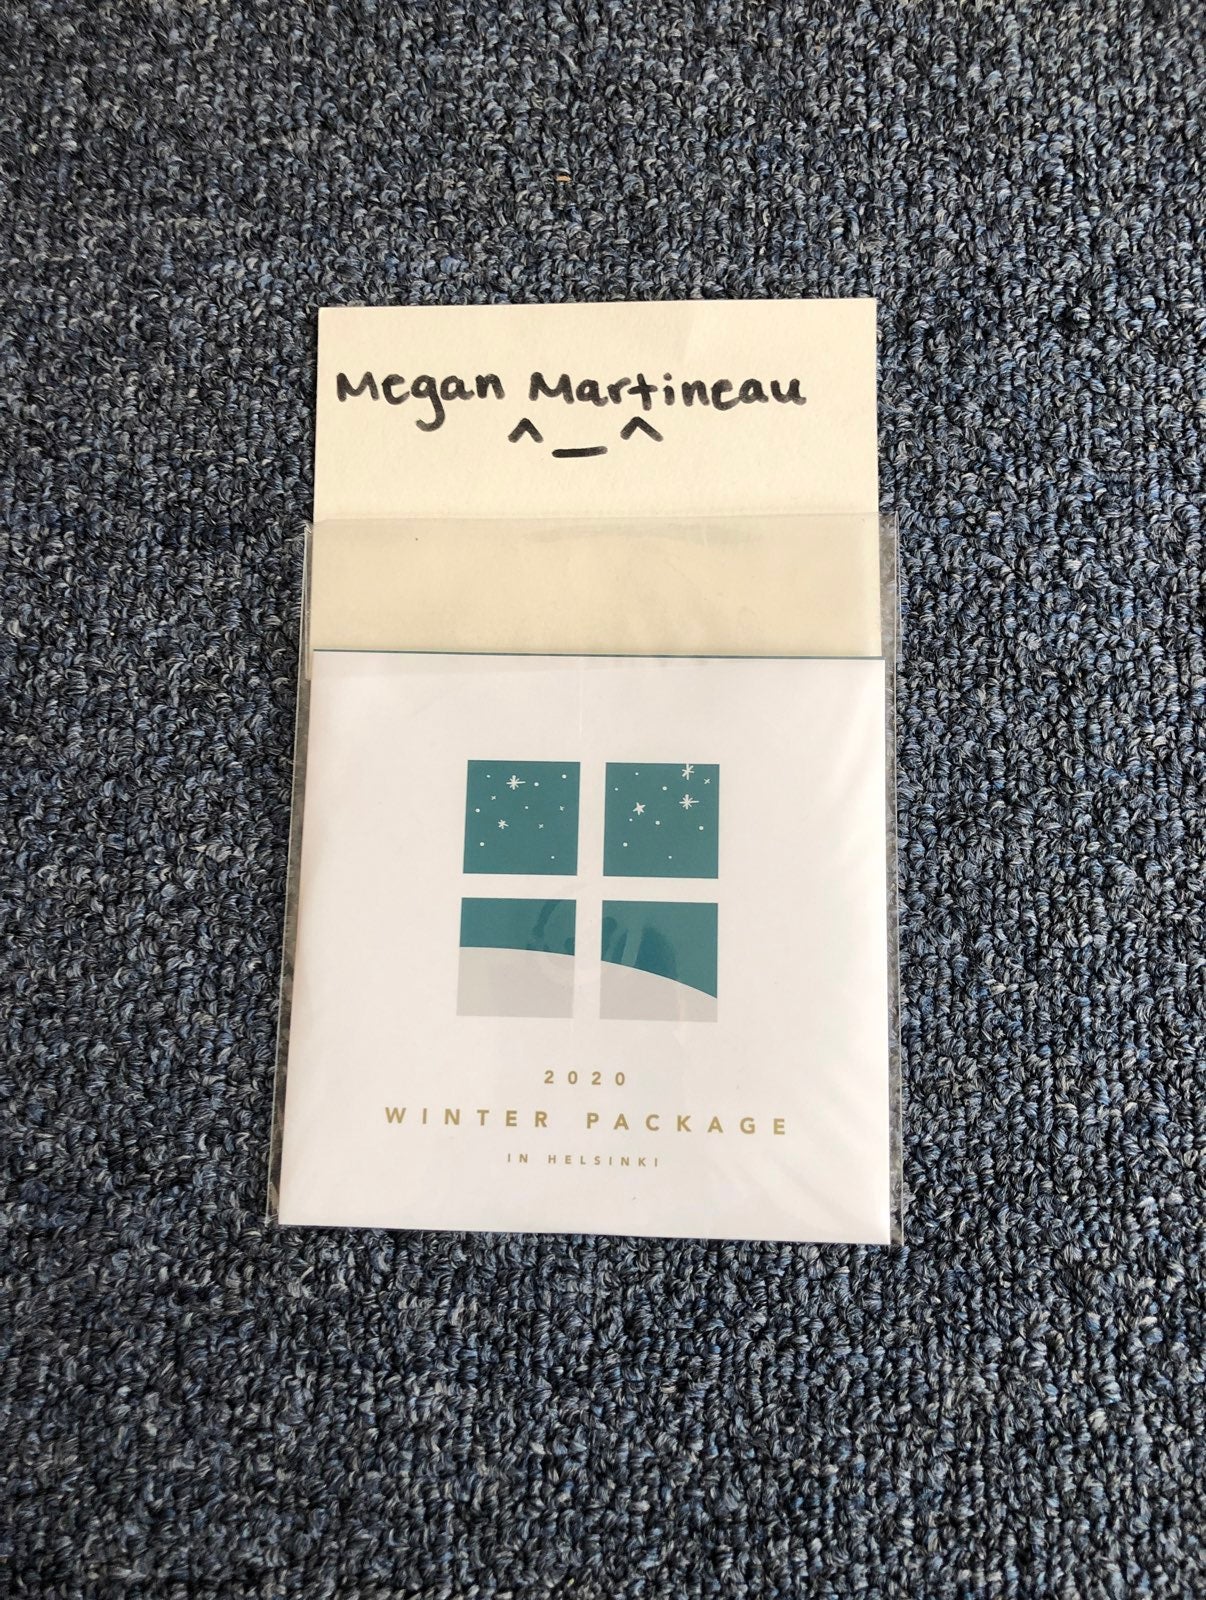 Megan Martineau
^_^
2020
WINTER PACKAGE
IN HELSINKI